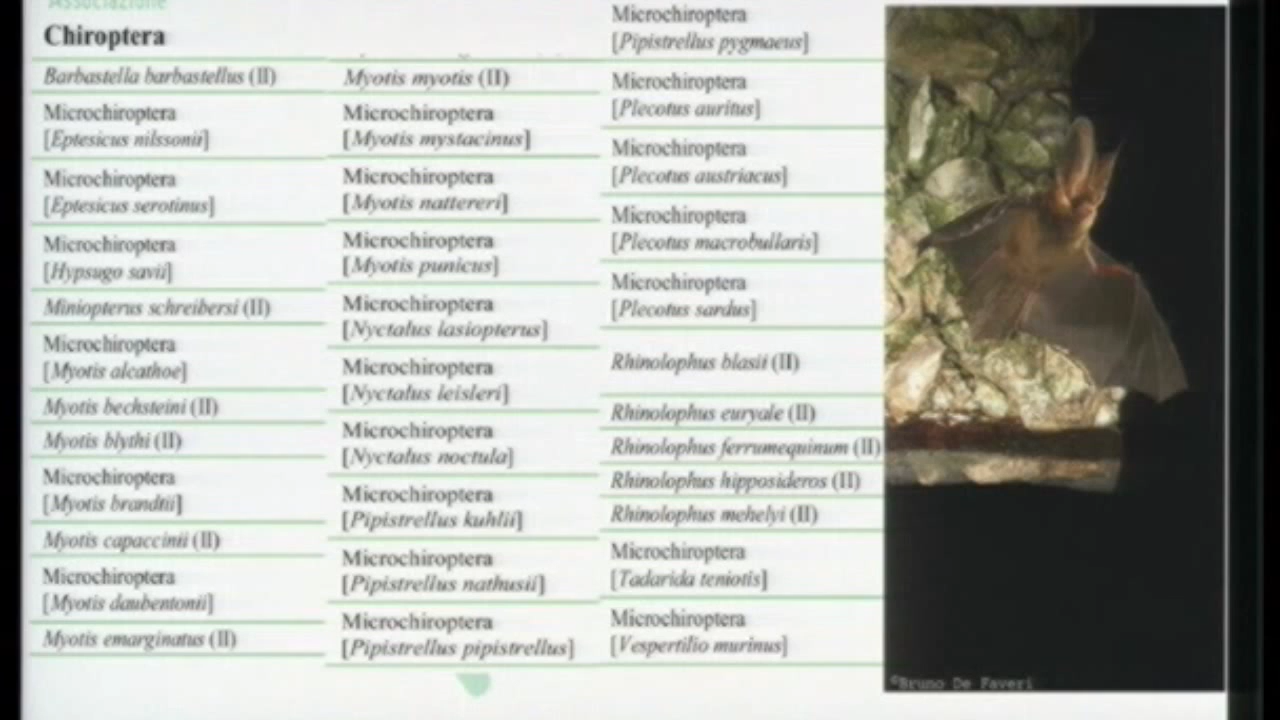 Associazione
Chiroptera
Barbastella barbastellus (II)
Microchiroptera
[Eptesicus nilssonii]
Microchiroptera
[Eptesicus serotinus]
Microchiroptera
[Hypsugo savii]
Miniopterus schreibersi (II)
Microchiroptera
[Myotis alcathoe]
Myotis bechsteini (II)
Myotis blythi (II)
Microchiroptera
[Myotis brandtii]
Myotis capaccinii (II)
Microchiroptera
[Myotis daubentonii]
Myotis emarginatus (II)
Myotis myotis (II)
Microchiroptera
[Myotis mystacinus]
Microchiroptera
[Myotis nattereri]
Microchiroptera
[Myotis punicus]
Microchiroptera
[Nyctalus lasiopterus]
Microchiroptera
[Nyctalus leisleri]
Microchiroptera
[Nyctalus noctula]
Microchiroptera
[Pipistrellus kuhlii]
Microchiroptera
[Pipistrellus nathusii]
Microchiroptera
[Pipistrellus pipistrellus]
Microchiroptera
[Pipistrellus pygmaeus]
Microchiroptera
[Plecotus auritus]
Microchiroptera
[Plecotus austriacus]
Microchiroptera
[Plecotus macrobullaris]
Microchiroptera
[Plecotus sardus]
Rhinolophus blasii (II)
Rhinolophus euryale (II)
Rhinolophus ferrumequinum (II)
Rhinolophus hipposideros (II)
Rhinolophus mehelyi (II)
Microchiroptera
[Tadarida teniotis]
Microchiroptera
[Vespertilio murinus]
©Bruno De Faveri